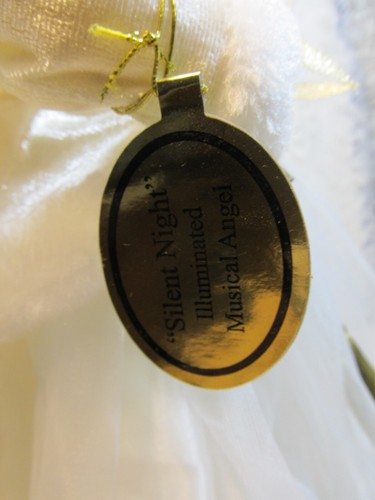 “Silent Night”
Illuminated
Musical Angel